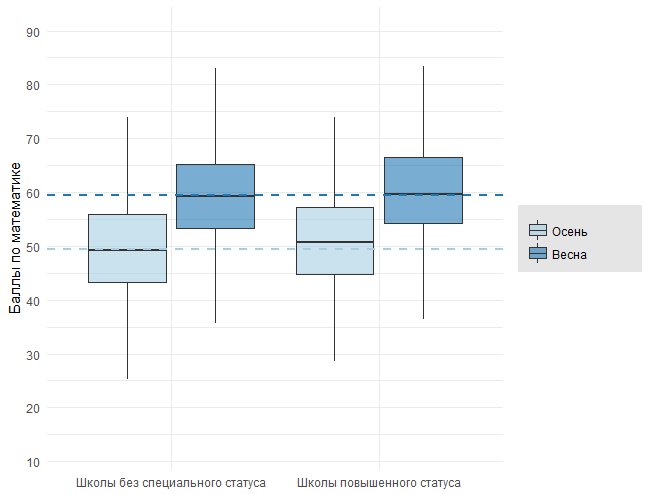 Баллы по математике
90
80
70
60
50
40
30
20
10
Школы без специального статуса
Школы повышенного статуса
Осень
Весна